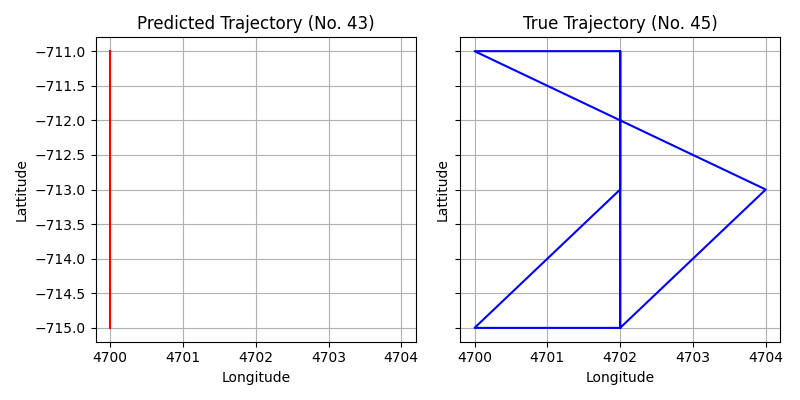 Predicted Trajectory (No. 43)
True Trajectory (No. 45)
−711.0
−711.5
−712.0
−712.5
−713.0
−713.5
−714.0
−714.5
−715.0
Lattitude
Lattitude
4700 4701 4702 4703 4704
4700 4701 4702 4703 4704
Longitude
Longitude